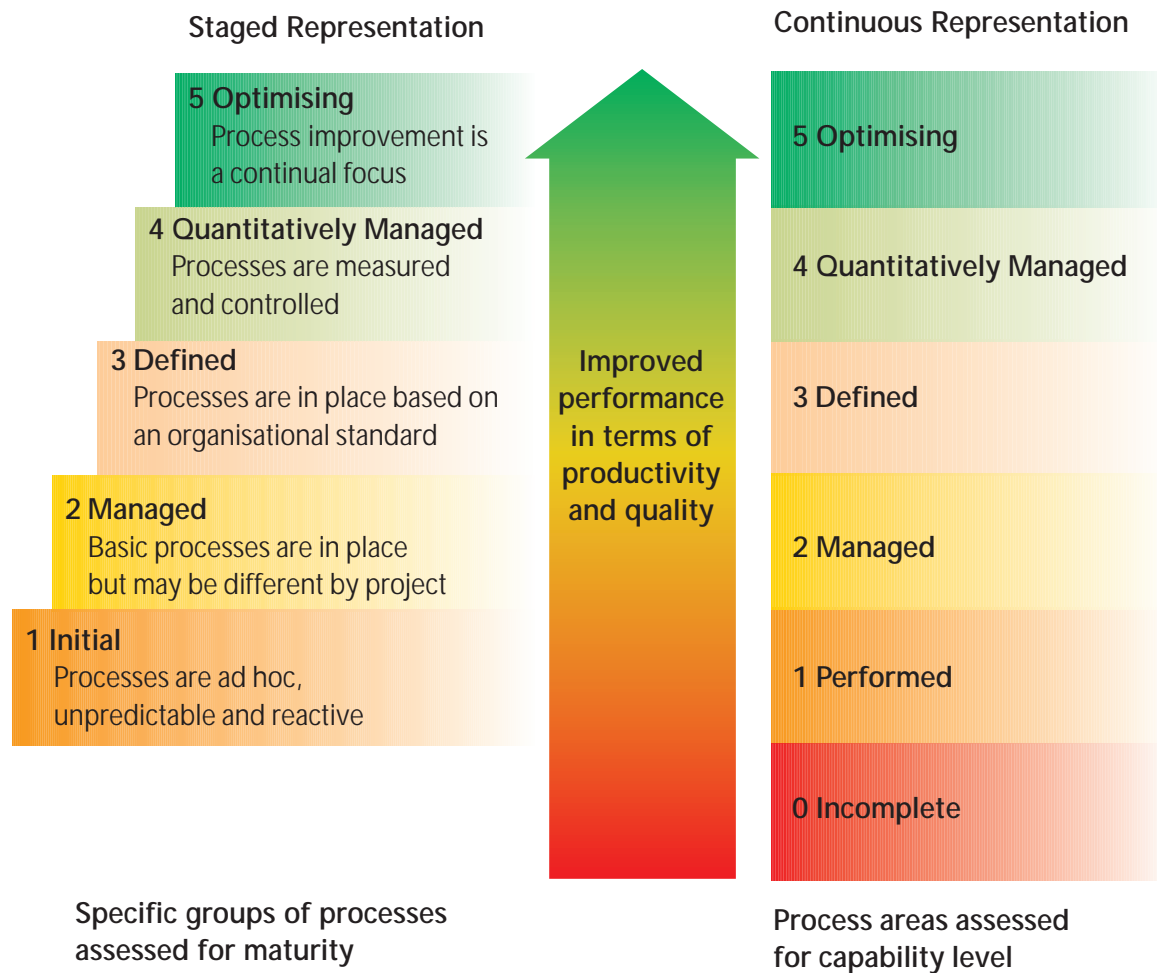 Staged Representation
5 Optimising
Process improvement is
a continual focus
4 Quantitatively Managed
Processes are measured
and controlled
3 Defined
Processes are in place based on
an organisational standard
2 Managed
Basic processes are in place
but may be different by project
1 Initial
Processes are ad hoc,
unpredictable and reactive
Specific groups of processes
assessed for maturity
Improved
performance
in terms of
productivity
and quality
Continuous Representation
5 Optimising
4 Quantitatively Managed
3 Defined
2 Managed
1 Performed
0 Incomplete
Process areas assessed
for capability level